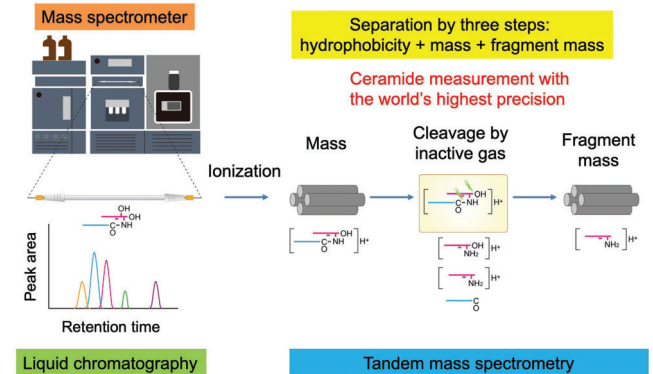 Mass spectrometer
Separation by three steps:
hydrophobicity + mass + fragment mass
Ceramide measurement with
the world's highest precision
Ionization
Mass
Cleavage by
inactive gas
Fragment
mass
OH
OH
C-NH
O
OH
C-NH
O
H+
OH
C-NH
O
H+
OH
NH₂
H+
NH₂
H+
C
O
NH₂
H+
Peak area
Retention time
Liquid chromatography
Tandem mass spectrometry